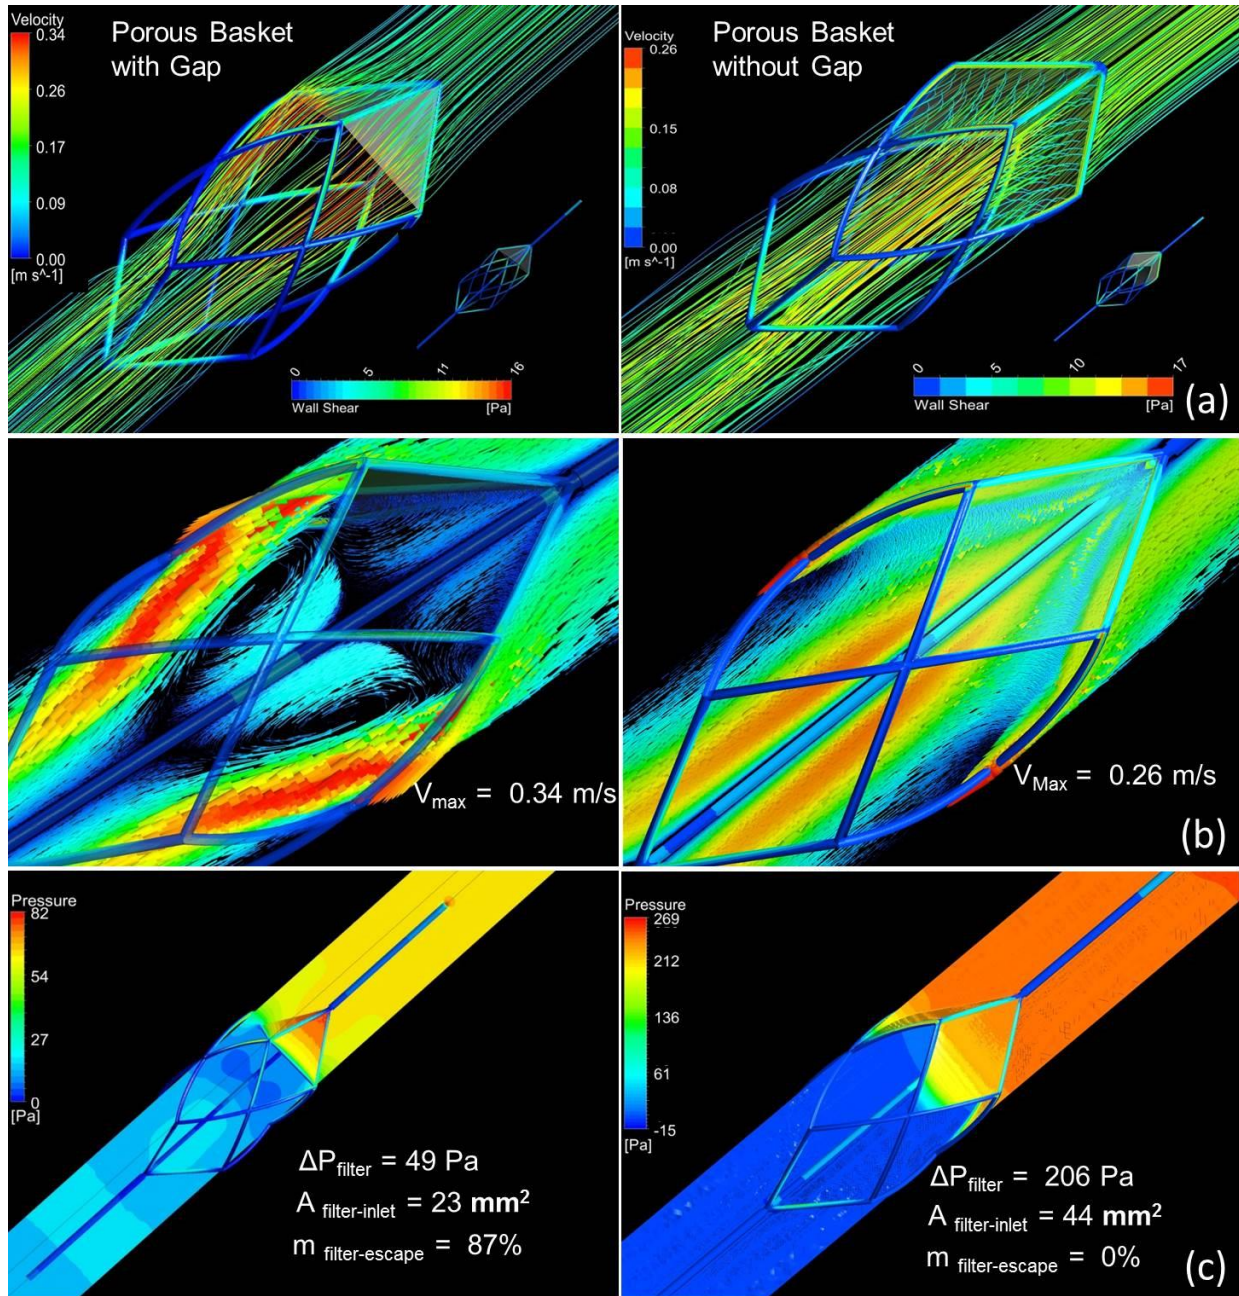 Velocity
0.34
0.26
0.17
0.09
0.00
[m s^-1]
Porous Basket
with Gap
0
5
11
16
Wall Shear
[Pa]
Velocity
0.26
0.15
0.08
0.00
[m s^-1]
Porous Basket
without Gap
0
5
10
17
Wall Shear
[Pa]
(a)
Vmax = 0.34 m/s
VMax = 0.26 m/s
(b)
Pressure
82
54
27
0
[Pa]
ΔPfilter = 49 Pa
A filter-inlet = 23 mm2
m filter-escape = 87%
Pressure
269
212
136
61
-15
[Pa]
ΔPfilter = 206 Pa
A filter-inlet = 44 mm2
m filter-escape = 0%
(c)